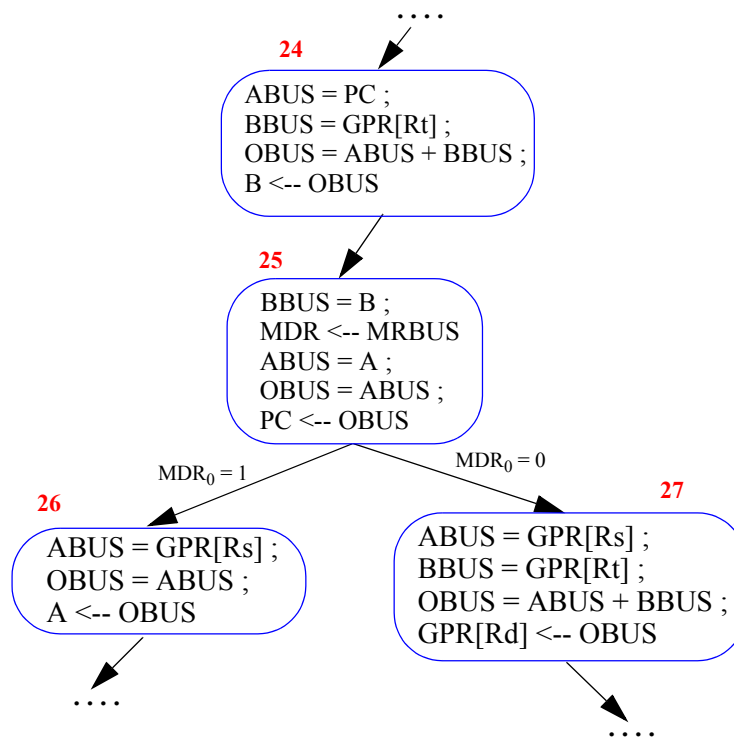 ....
24
ABUS = PC ;
BBUS = GPR[Rt] ;
OBUS = ABUS + BBUS ;
B <-- OBUS
25
BBUS = B ;
MDR <-- MRBUS
ABUS = A ;
OBUS = ABUS ;
PC <-- OBUS
MDR₀ = 1
MDR₀ = 0
26
ABUS = GPR[Rs] ;
OBUS = ABUS ;
A <-- OBUS
....
27
ABUS = GPR[Rs] ;
BBUS = GPR[Rt] ;
OBUS = ABUS + BBUS ;
GPR[Rd] <-- OBUS
....